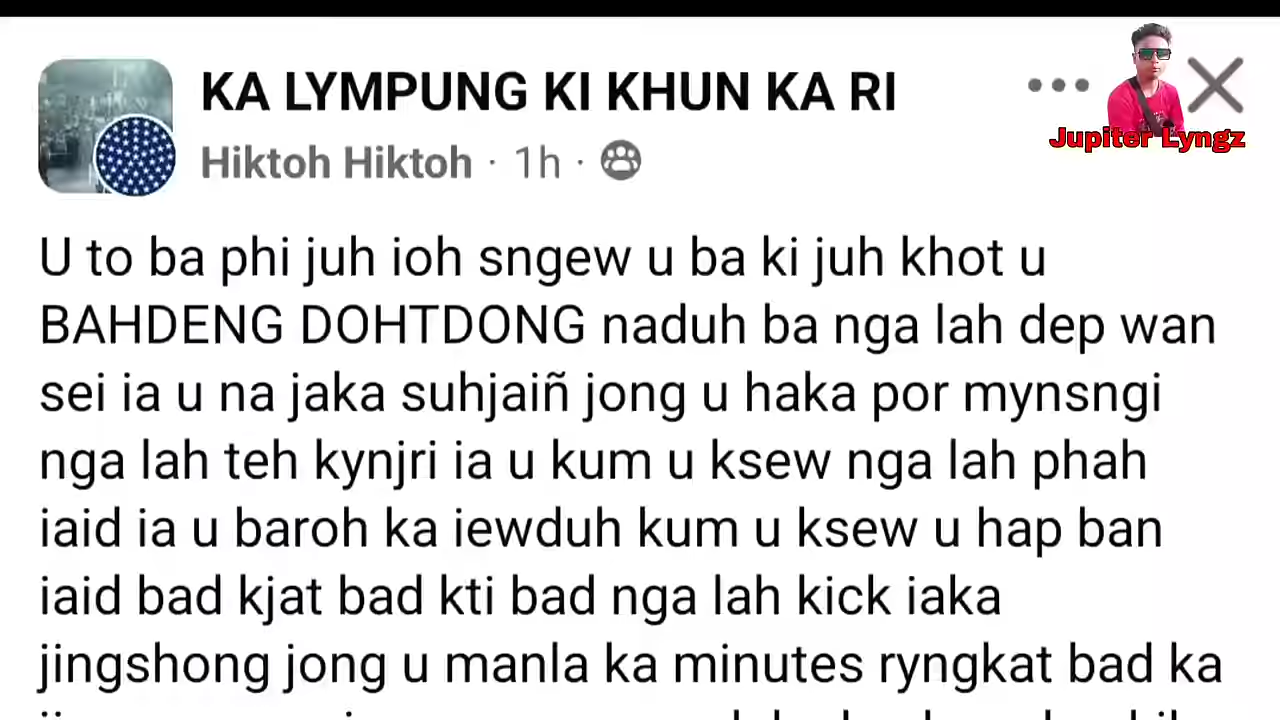 KA LYMPUNG KI KHUN KA RI
Hiktoh Hiktoh · 1h ·
Jupiter Lyngz
U to ba phi juh ioh sngew u ba ki juh khot u
BAHDENG DOHTDONG naduh ba nga lah dep wan
sei ia u na jaka suhjaiñ jong u haka por mynsngi
nga lah teh kynjri ia u kum u ksew nga lah phah
iaid ia u baroh ka iewduh kum u ksew u hap ban
iaid bad kjat bad kti bad nga lah kick iaka
jingshong jong u manla ka minutes ryngkat bad ka